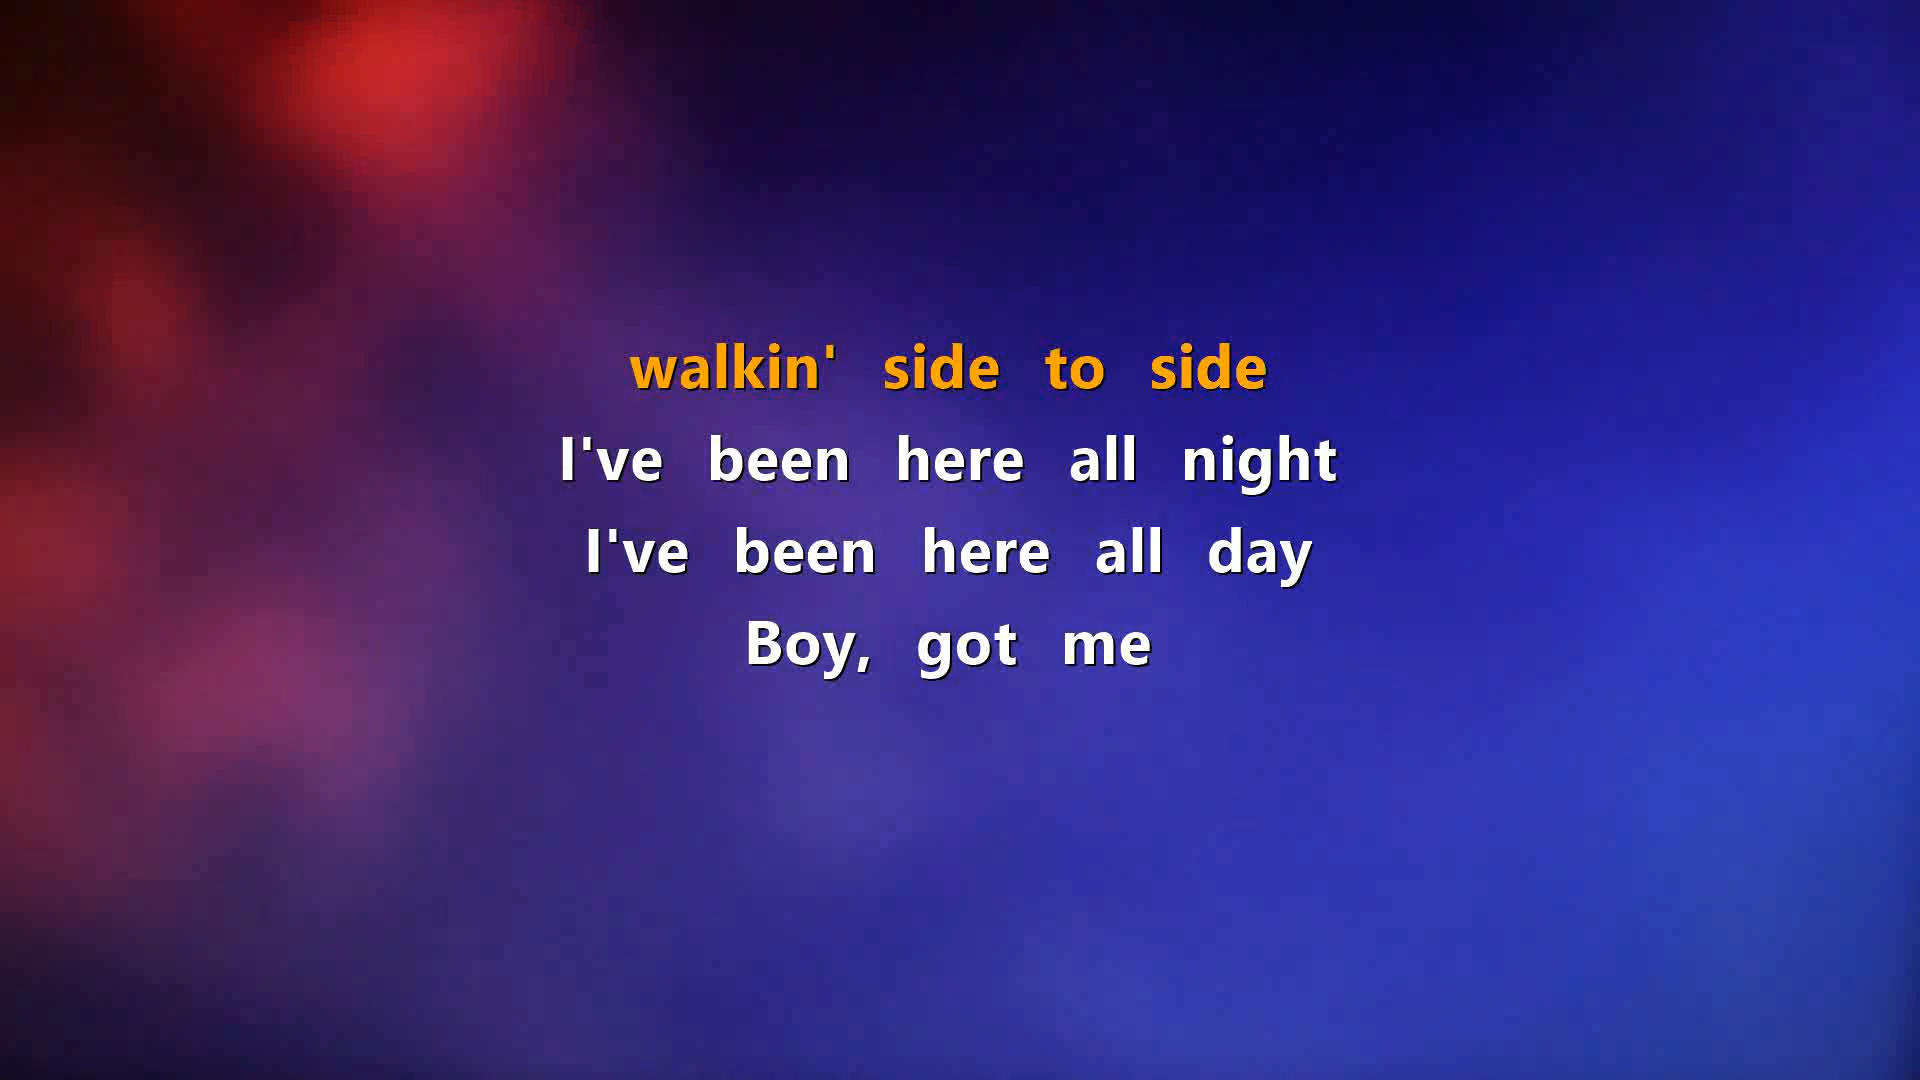 walkin' side to side
I've been here all night
I've been here all day
Boy, got me